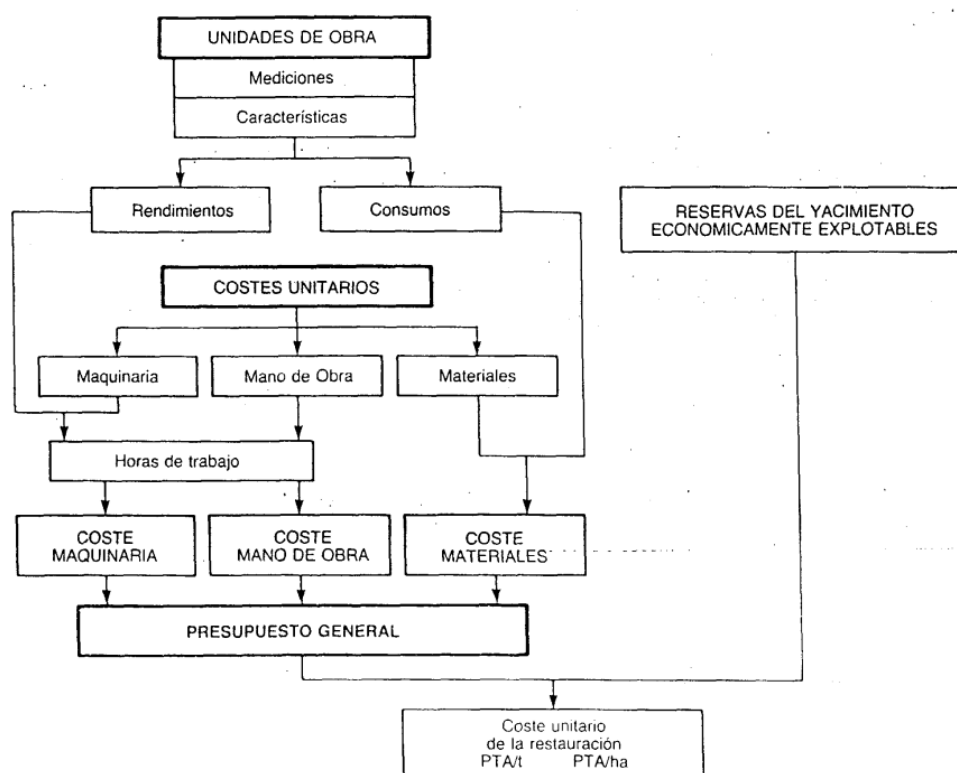 UNIDADES DE OBRA
Mediciones
Características
Rendimientos
Consumos
RESERVAS DEL YACIMIENTO
ECONOMICAMENTE EXPLOTABLES
COSTES UNITARIOS
Maquinaria
Mano de Obra
Materiales
Horas de trabajo
COSTE
MAQUINARIA
COSTE
MANO DE OBRA
COSTE
MATERIALES
PRESUPUESTO GENERAL
Coste unitario
de la restauración
PTA/t PTA/ha